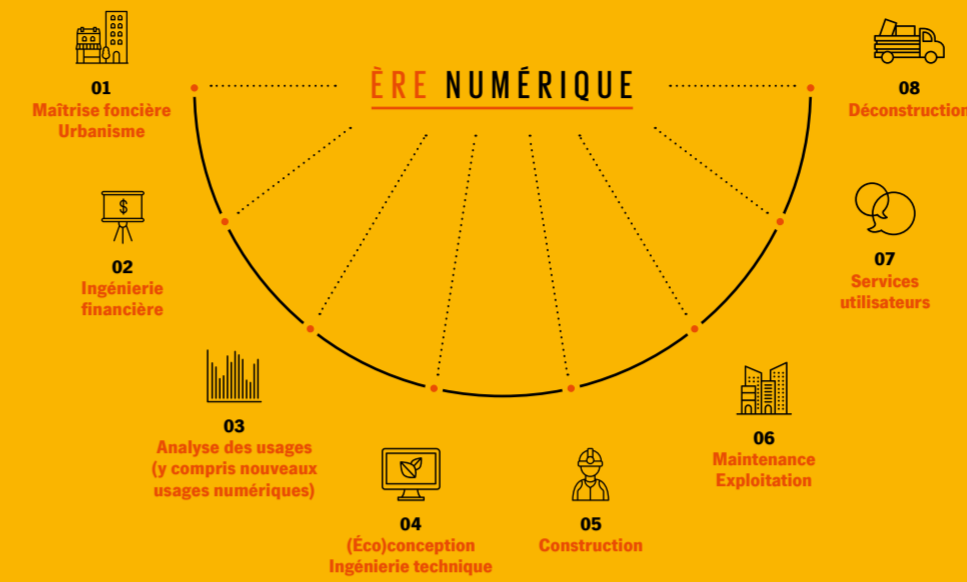 ÈRE NUMÉRIQUE
01
Maîtrise foncière
Urbanisme
$
02
Ingénierie
financière
03
Analyse des usages
(y compris nouveaux
usages numériques)
04
(Éco)conception
Ingénierie technique
05
Construction
06
Maintenance
Exploitation
07
Services
utilisateurs
08
Déconstruction